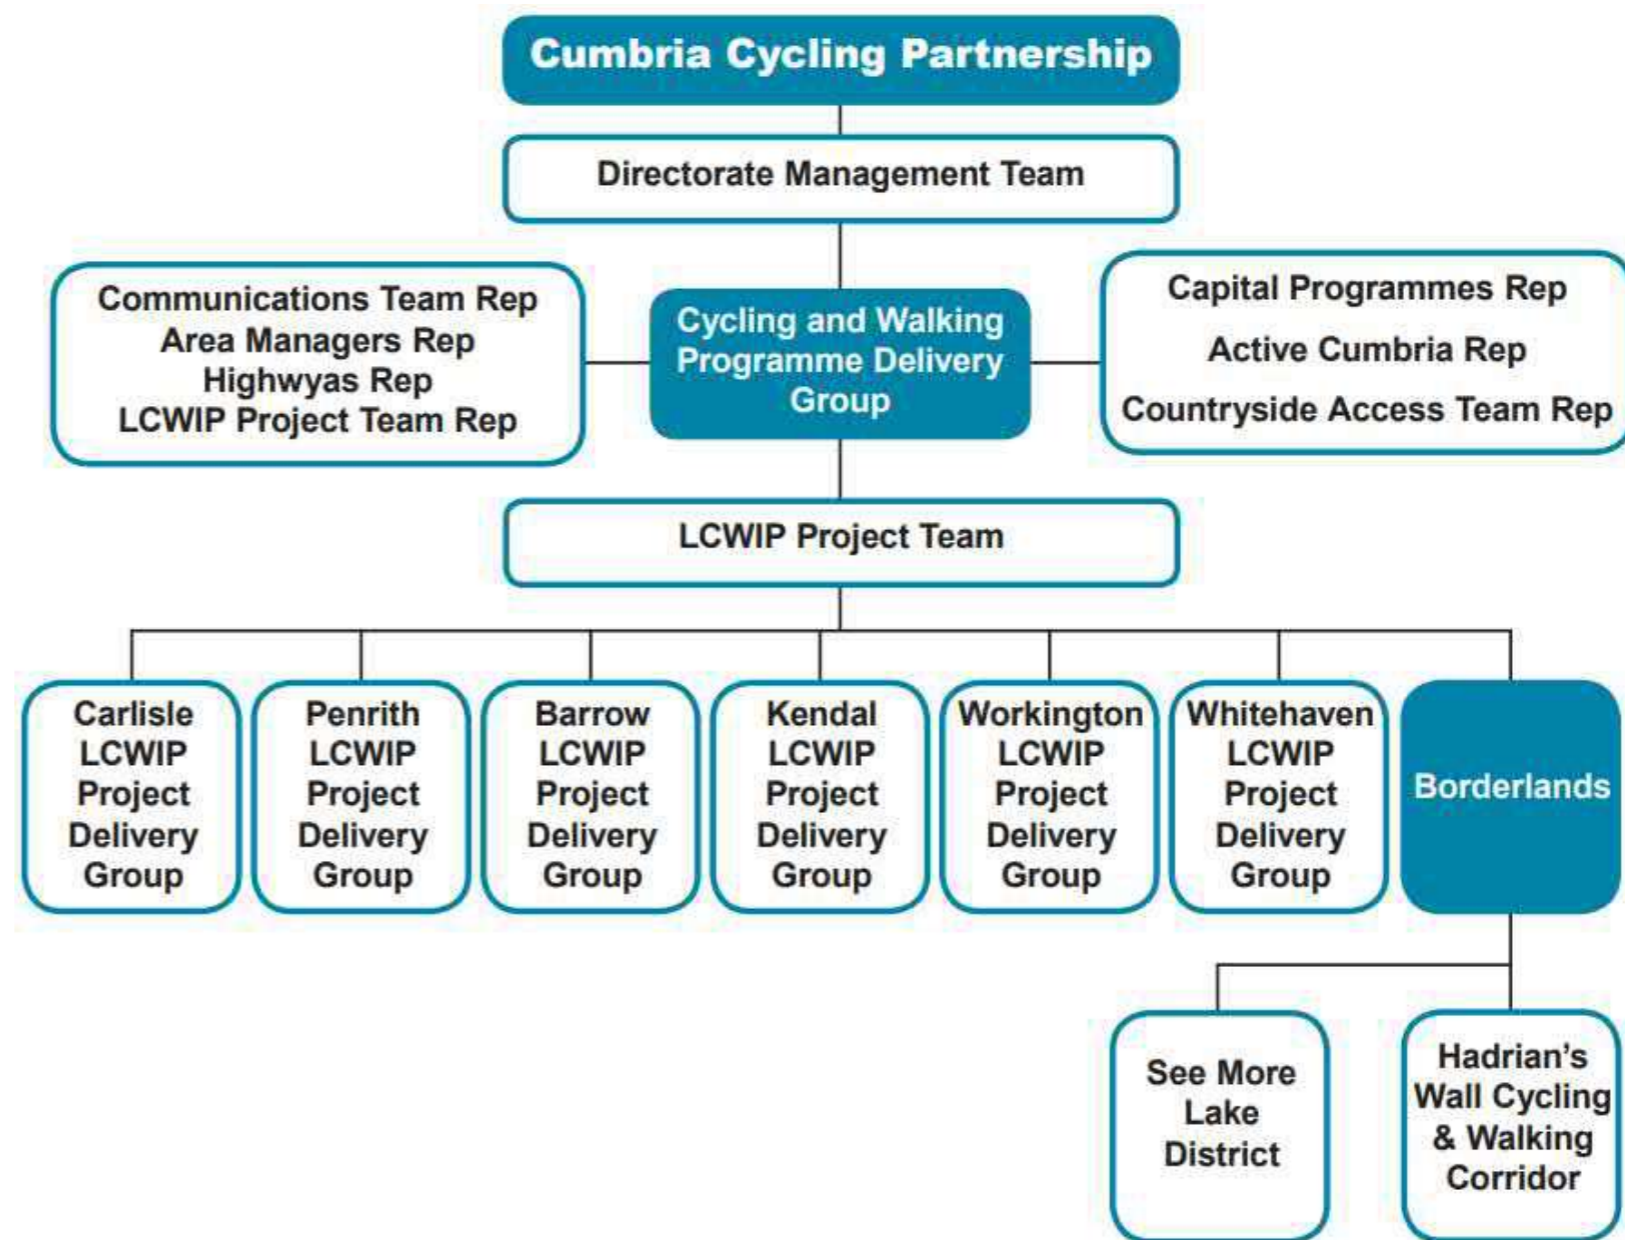 Cumbria Cycling Partnership
Directorate Management Team
Communications Team Rep
Area Managers Rep
Highwyas Rep
LCWIP Project Team Rep
Cycling and Walking
Programme Delivery
Group
Capital Programmes Rep
Active Cumbria Rep
Countryside Access Team Rep
LCWIP Project Team
Carlisle
LCWIP
Project
Delivery
Group
Penrith
LCWIP
Project
Delivery
Group
Barrow
LCWIP
Project
Delivery
Group
Kendal
LCWIP
Project
Delivery
Group
Workington
LCWIP
Project
Delivery
Group
Whitehaven
LCWIP
Project
Delivery
Group
Borderlands
See More
Lake
District
Hadrian’s
Wall Cycling
& Walking
Corridor